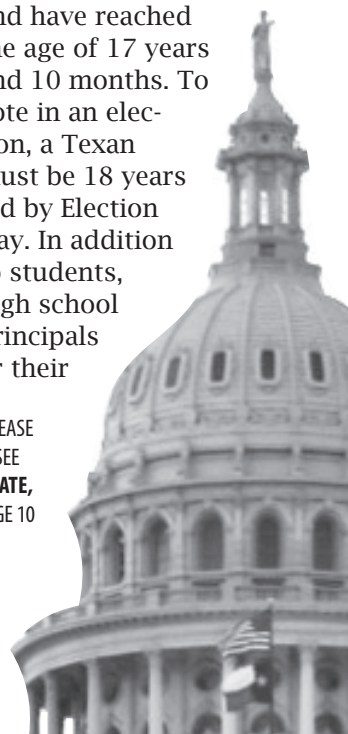 nd have reached
he age of 17 years
nd 10 months. To
ote in an elec-
on, a Texan
ust be 18 years
d by Election
ay. In addition
o students,
gh school
rincipals
r their
EASE
SEE
ATE,
GE 10